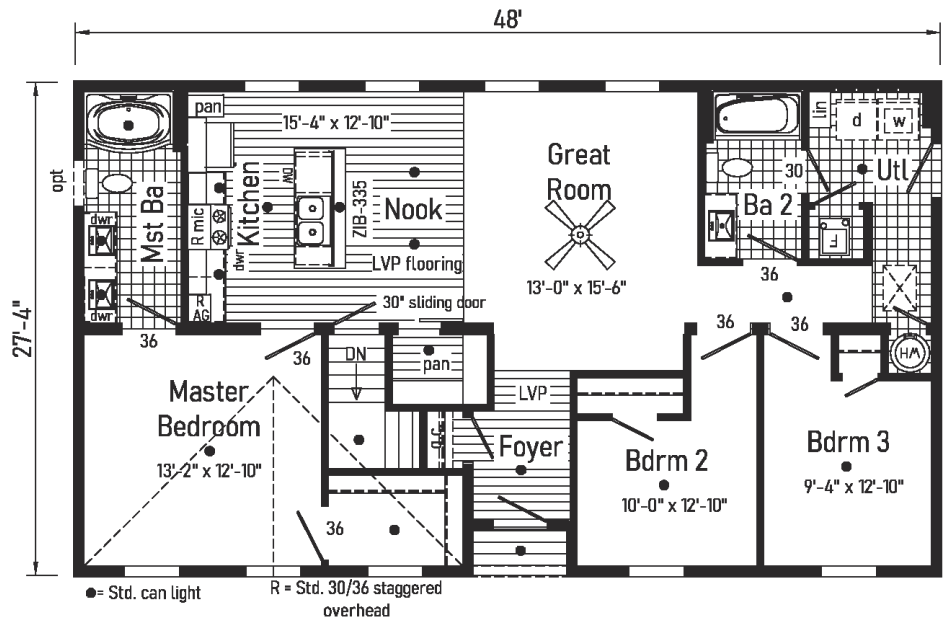 48'
27'-4"
pan
15'-4" x 12'-10"
lin
d
w
opt
Great
Room
Utl
30
Mst Ba
Kitchen
DW
ZIB-335
Nook
Ba 2
dwr
R mic
dwr
LVP flooring
13'-0" x 15'-6"
F
x
36
dwr
R
AG
30" sliding door
36
36
36
36
DN
pan
HW
LVP
Master
Bedroom
13'-2" x 12'-10"
Foyer
Bdrm 2
10'-0" x 12'-10"
Bdrm 3
9'-4" x 12'-10"
36
●= Std. can light
R = Std. 30/36 staggered
overhead